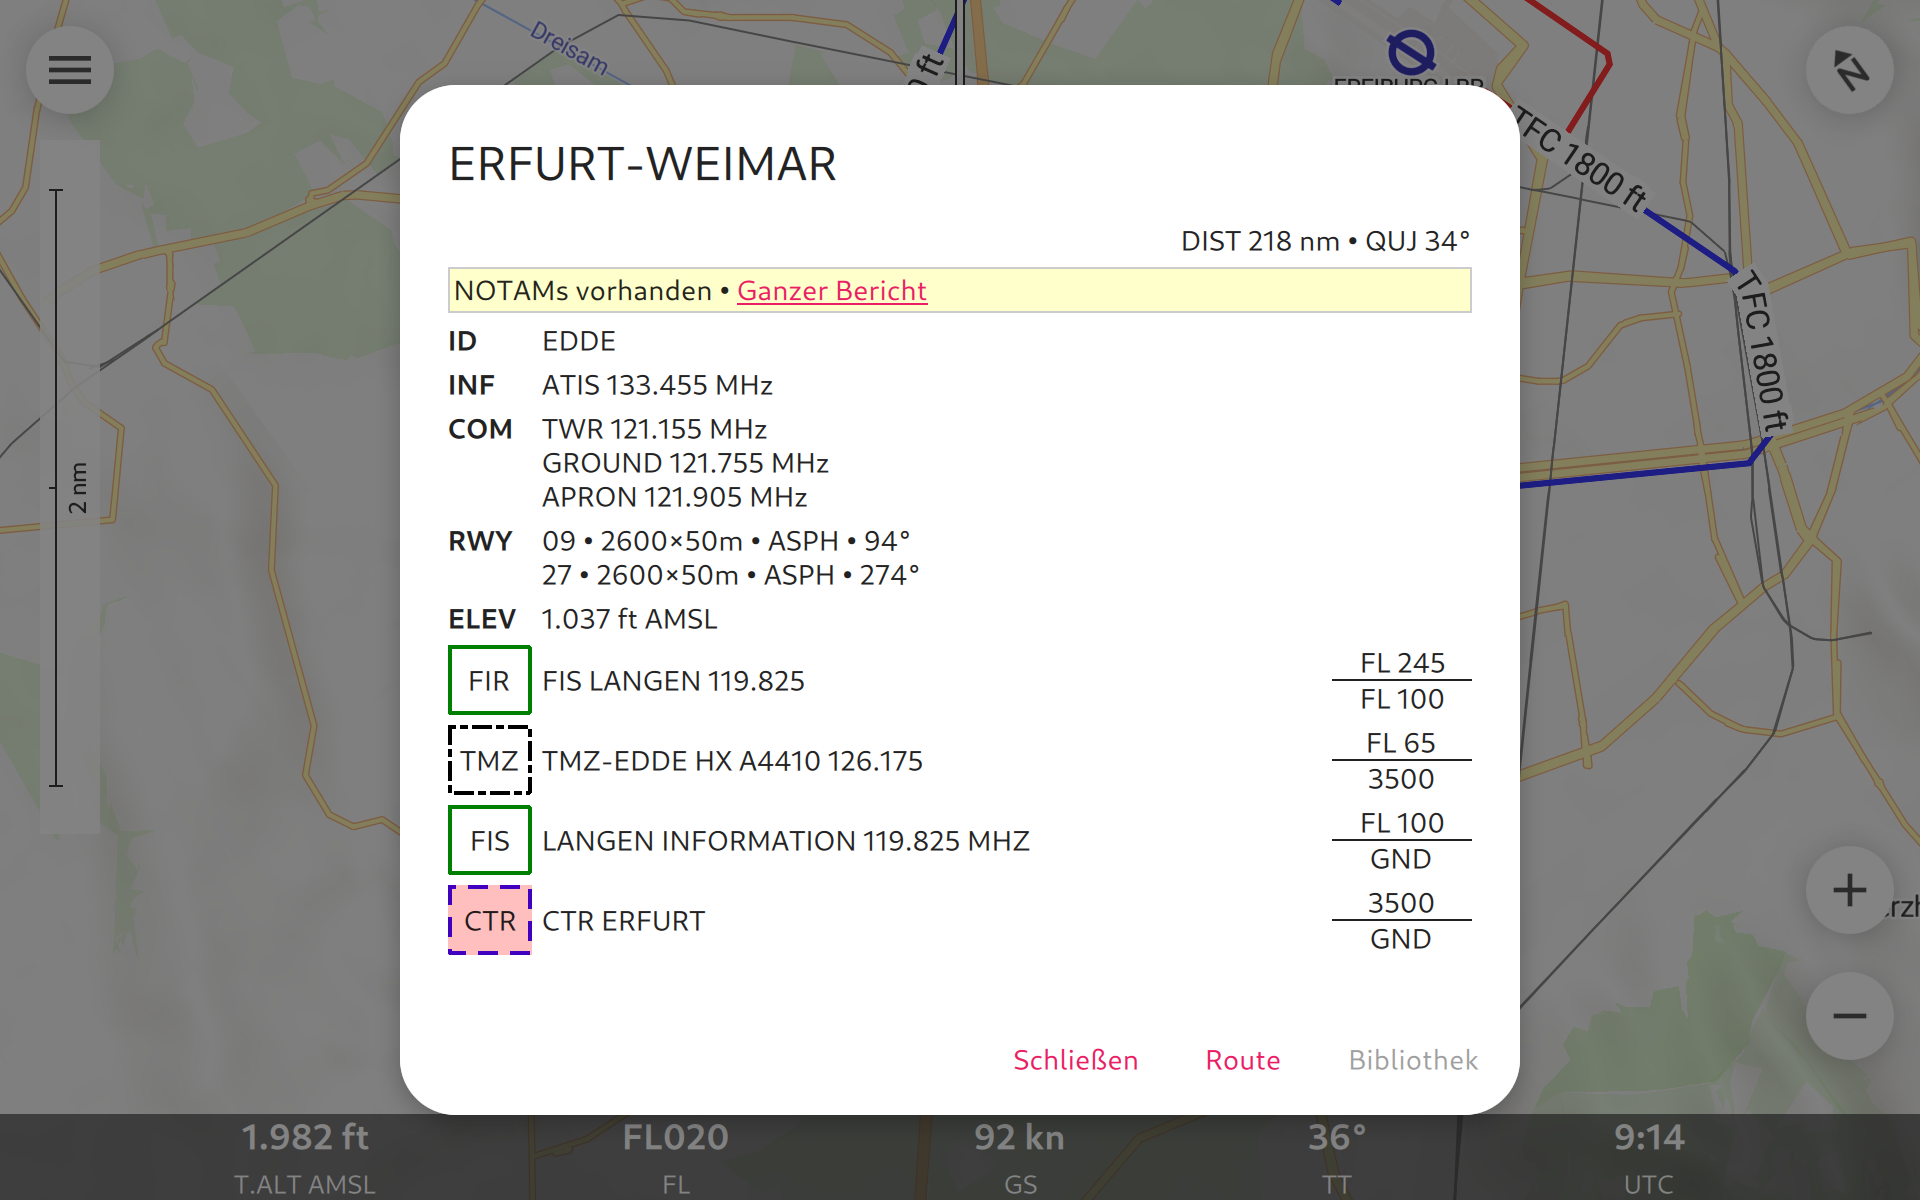 Dreisam
0 ft
N
TFC 1800 ft
TFC 1800 ft
2 nm
ERFURT-WEIMAR
DIST 218 nm • QUJ 34°
NOTAMs vorhanden • Ganzer Bericht
ID EDDE
INF ATIS 133.455 MHz
COM TWR 121.155 MHz
GROUND 121.755 MHz
APRON 121.905 MHz
RWY 09 • 2600×50m • ASPH • 94°
27 • 2600×50m • ASPH • 274°
ELEV 1.037 ft AMSL
FIR FIS LANGEN 119.825 FL 245
FL 100
TMZ TMZ-EDDE HX A4410 126.175 FL 65
3500
FIS LANGEN INFORMATION 119.825 MHZ FL 100
GND
CTR CTR ERFURT 3500
GND
Schließen Route Bibliothek
1.982 ft FL020 92 kn 36° 9:14
T.ALT AMSL FL GS TT UTC